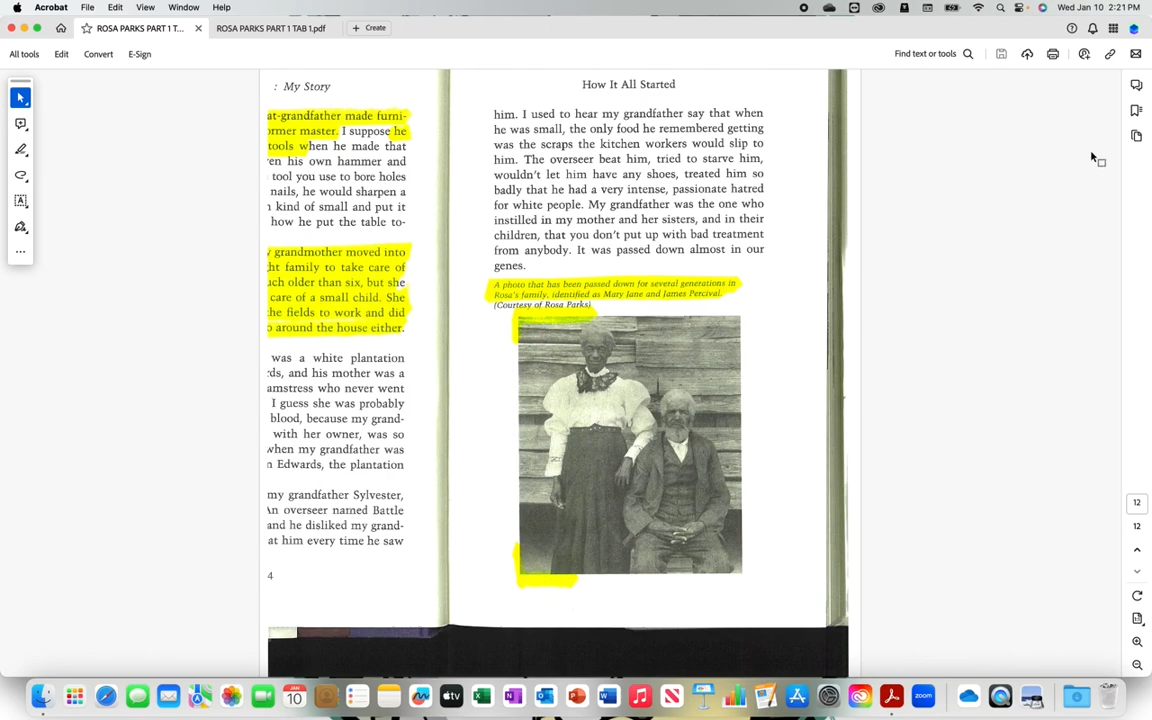 Acrobat File Edit View Window Help
Wed Jan 10 2:21 PM
ROSA PARKS PART 1 T...
ROSA PARKS PART 1 TAB 1.pdf
+ Create
All tools Edit Convert E-Sign
Find text or tools
: My Story
at-grandfather made furni-
ormer master. I suppose he
tools when he made that
en his own hammer and
tool you use to bore holes
nails, he would sharpen a
kind of small and put it
how he put the table to-
grandmother moved into
ht family to take care of
uch older than six, but she
care of a small child. She
he fields to work and did
o around the house either.
was a white plantation
rds, and his mother was a
amstress who never went
I guess she was probably
blood, because my grand-
with her owner, was so
when my grandfather was
n Edwards, the plantation
my grandfather Sylvester,
An overseer named Battle
and he disliked my grand-
at him every time he saw
4
How It All Started
him. I used to hear my grandfather say that when
he was small, the only food he remembered getting
was the scraps the kitchen workers would slip to
him. The overseer beat him, tried to starve him,
wouldn't let him have any shoes, treated him so
badly that he had a very intense, passionate hatred
for white people. My grandfather was the one who
instilled in my mother and her sisters, and in their
children, that you don't put up with bad treatment
from anybody. It was passed down almost in our
genes.
A photo that has been passed down for several generations in
Rosa's family, identified as Mary Jane and James Percival.
(Courtesy of Rosa Parks)
12
12
JAN
10
tv
zoom